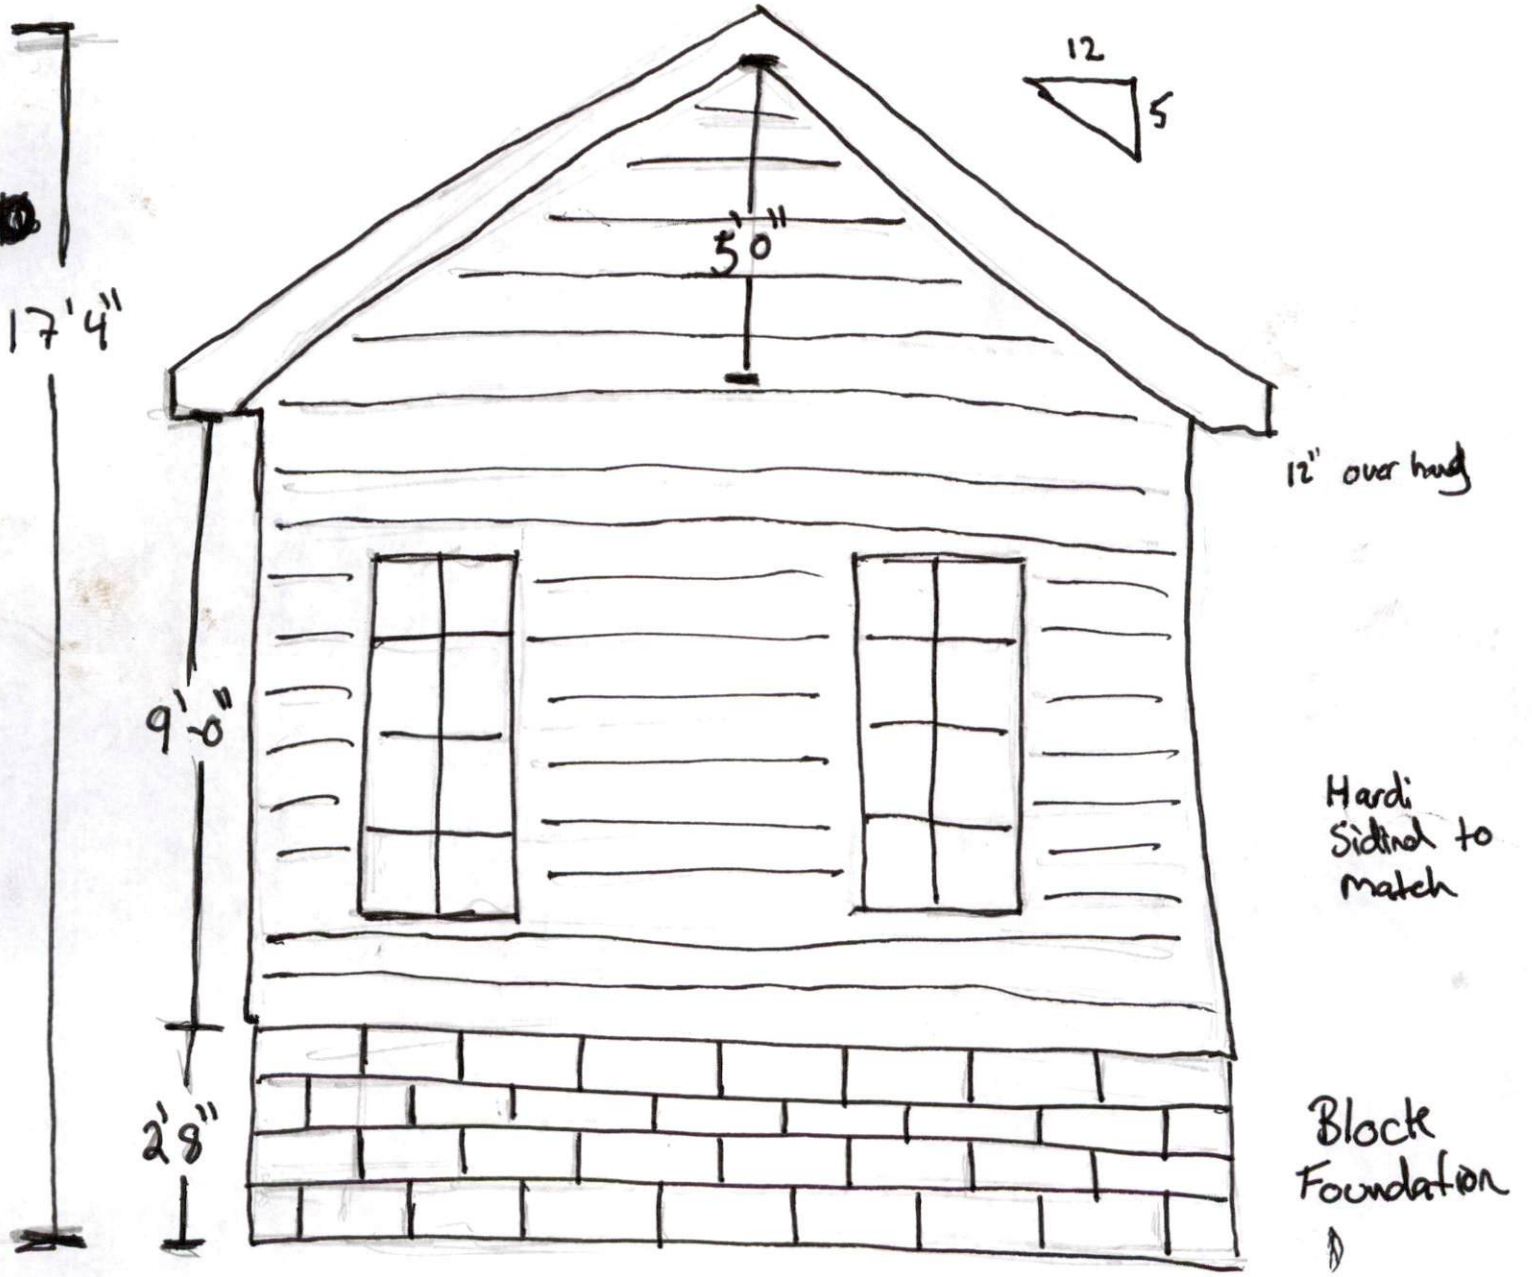 12
5
5'0"
17'4"
12" over hang
9'-0"
Hardi
Sidind to
match
2'8"
Block
Foundation